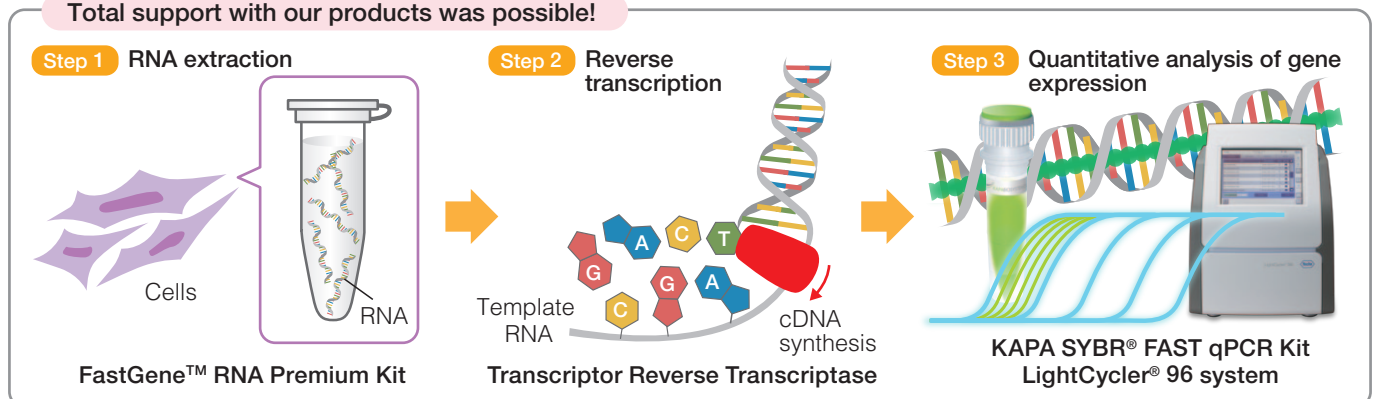 Total support with our products was possible!
Step 1 RNA extraction
Cells
RNA
FastGene™ RNA Premium Kit
Step 2 Reverse
transcription
A C T
G G A
C
Template
RNA
cDNA
synthesis
Transcriptor Reverse Transcriptase
Step 3 Quantitative analysis of gene
expression
KAPA SYBR® FAST qPCR Kit
LightCycler® 96 system